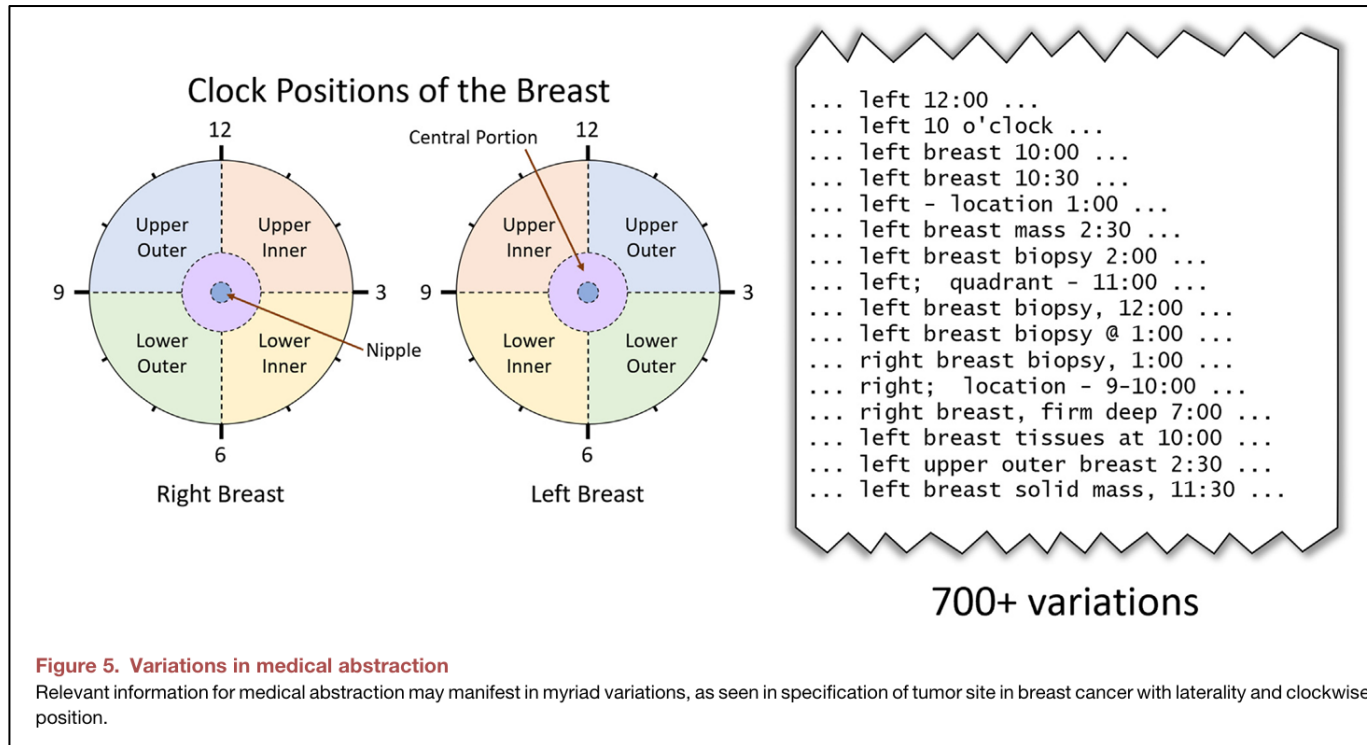 Clock Positions of the Breast
12
Upper
Outer
Upper
Inner
9
3
Lower
Outer
Lower
Inner
6
Nipple
Right Breast
Central Portion
12
Upper
Inner
Upper
Outer
9
3
Lower
Inner
Lower
Outer
6
Left Breast
... left 12:00 ...
... left 10 o'clock ...
... left breast 10:00 ...
... left breast 10:30 ...
... left - location 1:00 ...
... left breast mass 2:30 ...
... left breast biopsy 2:00 ...
... left;  quadrant - 11:00 ...
... left breast biopsy, 12:00 ...
... left breast biopsy @ 1:00 ...
... right breast biopsy, 1:00 ...
... right;  location - 9-10:00 ...
... right breast, firm deep 7:00 ...
... left breast tissues at 10:00 ...
... left upper outer breast 2:30 ...
... left breast solid mass, 11:30 ...
700+ variations
Figure 5. Variations in medical abstraction
Relevant information for medical abstraction may manifest in myriad variations, as seen in specification of tumor site in breast cancer with laterality and clockwise
position.